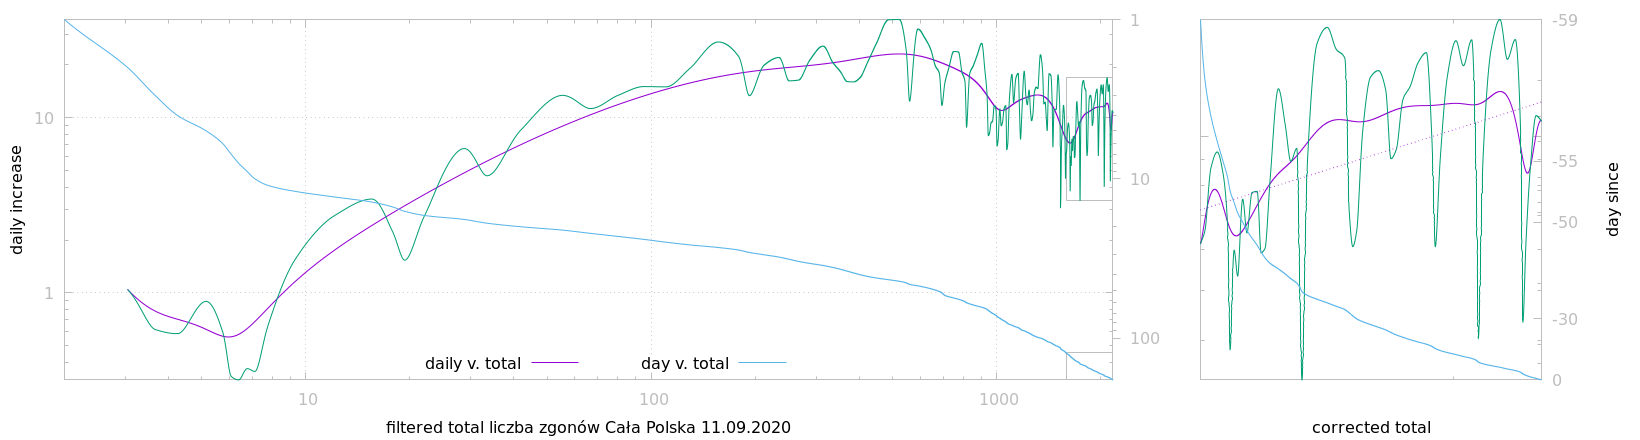 daily increase
10
1
daily v. total
day v. total
1
10
100
10
100
1000
filtered total liczba zgonów Cała Polska 11.09.2020
-59
-55
-50
-30
0
day since
corrected total